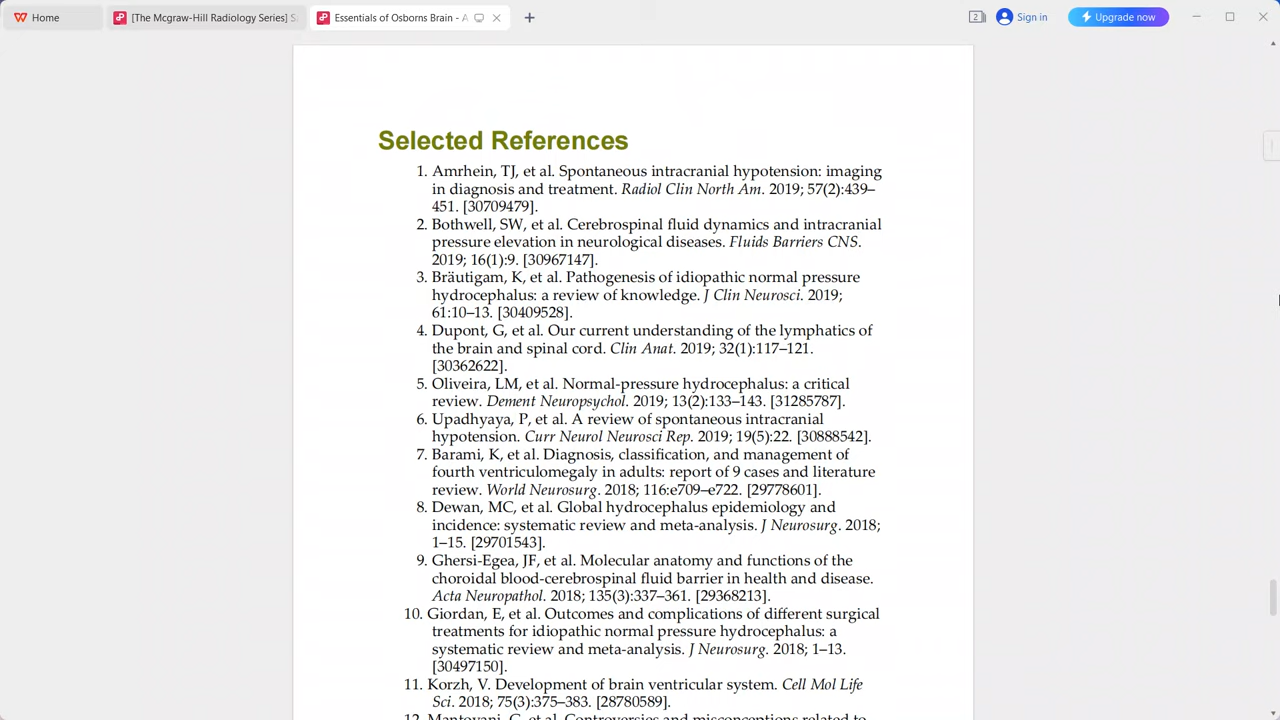 Home
[The Mcgraw-Hill Radiology Series] S
Essentials of Osborns Brain - A
2
Sign in
Upgrade now
Selected References
1. Amrhein, TJ, et al. Spontaneous intracranial hypotension: imaging
in diagnosis and treatment. Radiol Clin North Am. 2019; 57(2):439–
451. [30709479].
2. Bothwell, SW, et al. Cerebrospinal fluid dynamics and intracranial
pressure elevation in neurological diseases. Fluids Barriers CNS.
2019; 16(1):9. [30967147].
3. Bräutigam, K, et al. Pathogenesis of idiopathic normal pressure
hydrocephalus: a review of knowledge. J Clin Neurosci. 2019;
61:10–13. [30409528].
4. Dupont, G, et al. Our current understanding of the lymphatics of
the brain and spinal cord. Clin Anat. 2019; 32(1):117–121.
[30362622].
5. Oliveira, LM, et al. Normal-pressure hydrocephalus: a critical
review. Dement Neuropsychol. 2019; 13(2):133–143. [31285787].
6. Upadhyaya, P, et al. A review of spontaneous intracranial
hypotension. Curr Neurol Neurosci Rep. 2019; 19(5):22. [30888542].
7. Barami, K, et al. Diagnosis, classification, and management of
fourth ventriculomegaly in adults: report of 9 cases and literature
review. World Neurosurg. 2018; 116:e709–e722. [29778601].
8. Dewan, MC, et al. Global hydrocephalus epidemiology and
incidence: systematic review and meta-analysis. J Neurosurg. 2018;
1–15. [29701543].
9. Ghersi-Egea, JF, et al. Molecular anatomy and functions of the
choroidal blood-cerebrospinal fluid barrier in health and disease.
Acta Neuropathol. 2018; 135(3):337–361. [29368213].
10. Giordan, E, et al. Outcomes and complications of different surgical
treatments for idiopathic normal pressure hydrocephalus: a
systematic review and meta-analysis. J Neurosurg. 2018; 1–13.
[30497150].
11. Korzh, V. Development of brain ventricular system. Cell Mol Life
Sci. 2018; 75(3):375–383. [28780589].
12. Mantovani, G, et al. Controversies and misconceptions related to